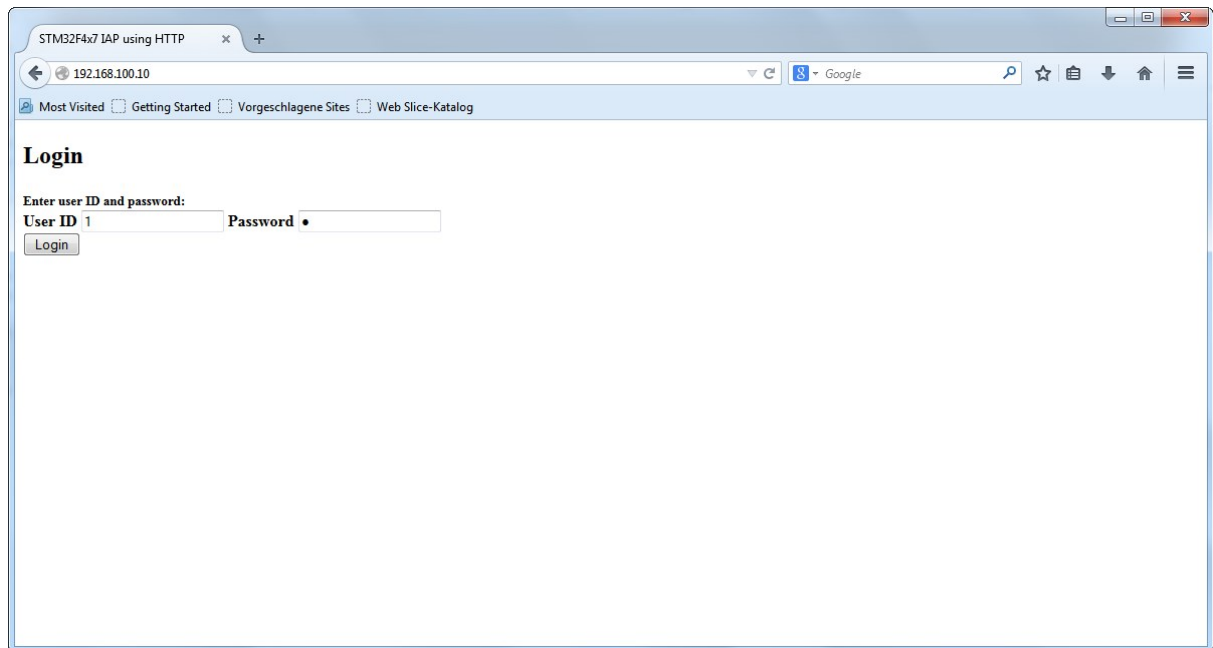 STM32F4x7 IAP using HTTP
192.168.100.10
8 Google
Most Visited Getting Started Vorgeschlagene Sites Web Slice-Katalog
Login
Enter user ID and password:
User ID 1 Password •
Login